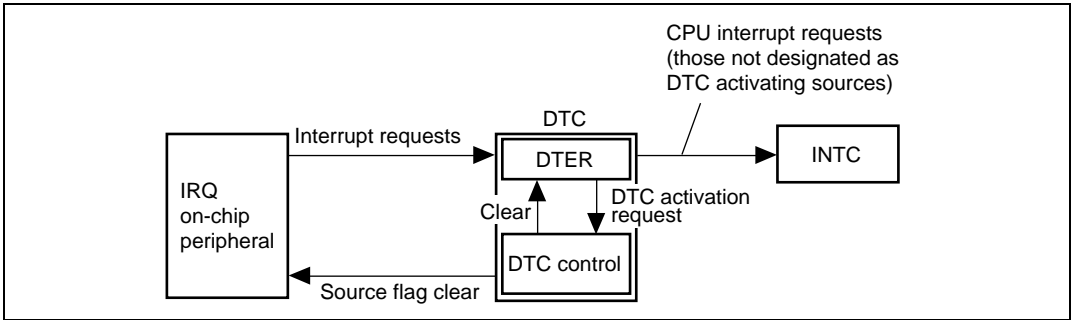 CPU interrupt requests
(those not designated as
DTC activating sources)
DTC
Interrupt requests
DTER
INTC
IRQ
on-chip
peripheral
Clear
DTC activation
request
DTC control
Source flag clear